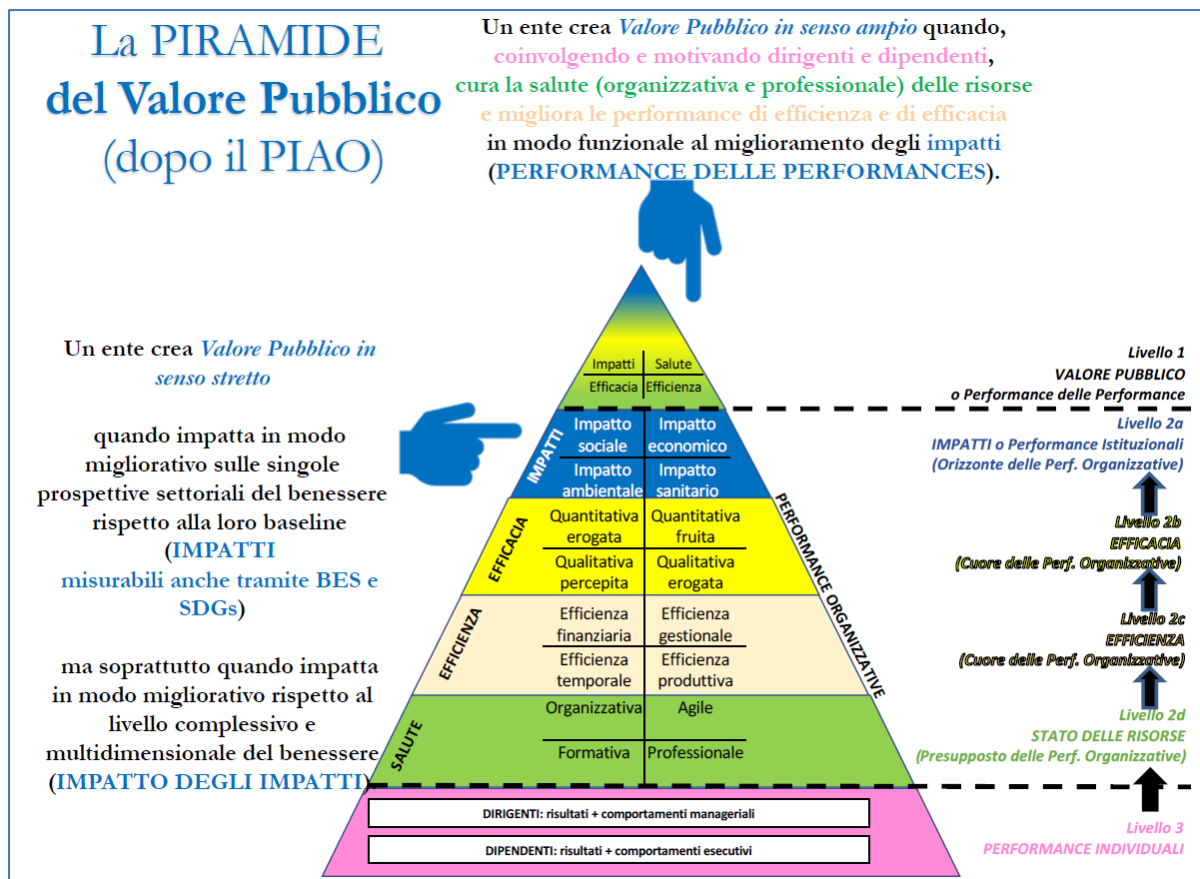 La PIRAMIDE
del Valore Pubblico
(dopo il PIAO)
Un ente crea Valore Pubblico in senso ampio quando,
coinvolgendo e motivando dirigenti e dipendenti,
cura la salute (organizzativa e professionale) delle risorse
e migliora le performance di efficienza e di efficacia
in modo funzionale al miglioramento degli impatti
(PERFORMANCE DELLE PERFORMANCES).
Un ente crea Valore Pubblico in
senso stretto
quando impatta in modo
migliorativo sulle singole
prospettive settoriali del benessere
rispetto alla loro baseline
(IMPATTI
misurabili anche tramite BES e
SDGs)
ma soprattutto quando impatta
in modo migliorativo rispetto al
livello complessivo e
multidimensionale del benessere
(IMPATTO DEGLI IMPATTI)
Impatti
Salute
Efficacia
Efficienza
IMPATTI
Impatto
sociale
Impatto
economico
Impatto
ambientale
Impatto
sanitario
EFFICACIA
Quantitativa
erogata
Quantitativa
fruita
Qualitativa
percepita
Qualitativa
erogata
EFFICIENZA
Efficienza
finanziaria
Efficienza
gestionale
Efficienza
temporale
Efficienza
produttiva
SALUTE
Organizzativa
Agile
Formativa
Professionale
PERFORMANCE ORGANIZZATIVE
DIRIGENTI: risultati + comportamenti manageriali
DIPENDENTI: risultati + comportamenti esecutivi
Livello 1
VALORE PUBBLICO
o Performance delle Performance
Livello 2a
IMPATTI o Performance Istituzionali
(Orizzonte delle Perf. Organizzative)
Livello 2b
EFFICACIA
(Cuore delle Perf. Organizzative)
Livello 2c
EFFICIENZA
(Cuore delle Perf. Organizzative)
Livello 2d
STATO DELLE RISORSE
(Presupposto delle Perf. Organizzative)
Livello 3
PERFORMANCE INDIVIDUALI